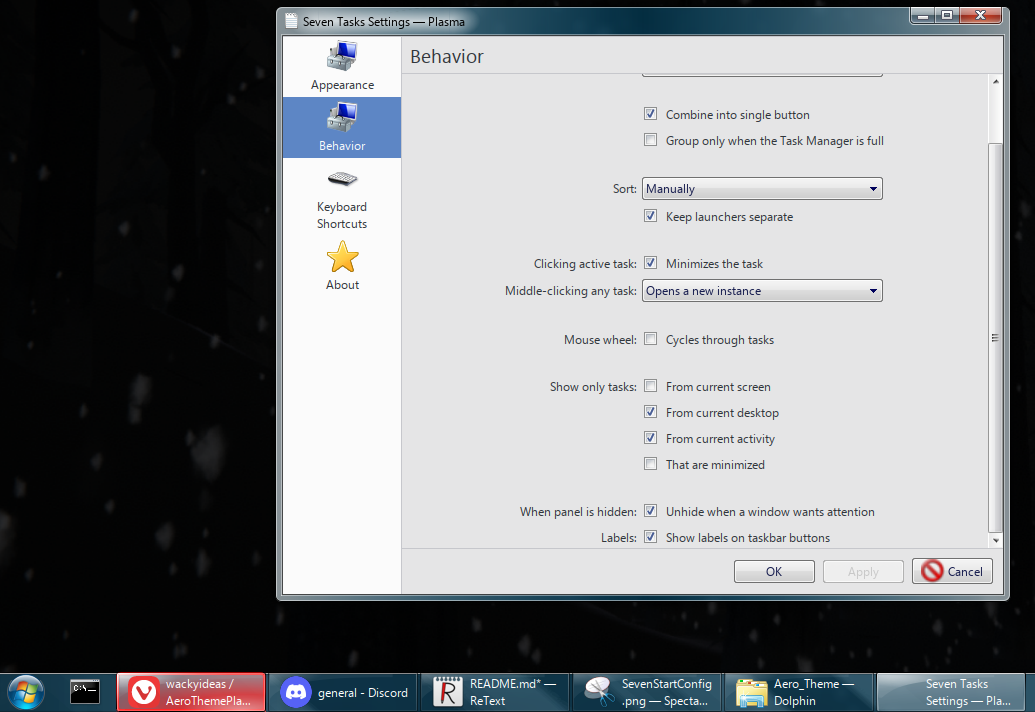 Seven Tasks Settings — Plasma
Appearance
Behavior
Keyboard
Shortcuts
About
Behavior
Combine into single button
Group only when the Task Manager is full
Sort: Manually
Keep launchers separate
Clicking active task: Minimizes the task
Middle-clicking any task: Opens a new instance
Mouse wheel: Cycles through tasks
Show only tasks: From current screen
From current desktop
From current activity
That are minimized
When panel is hidden: Unhide when a window wants attention
Labels: Show labels on taskbar buttons
OK
Apply
Cancel
C:\_
wackyideas /
AeroThemePla...
general - Discord
README.md* —
ReText
SevenStartConfig
.png — Specta...
Aero_Theme —
Dolphin
Seven Tasks
Settings — Pla...